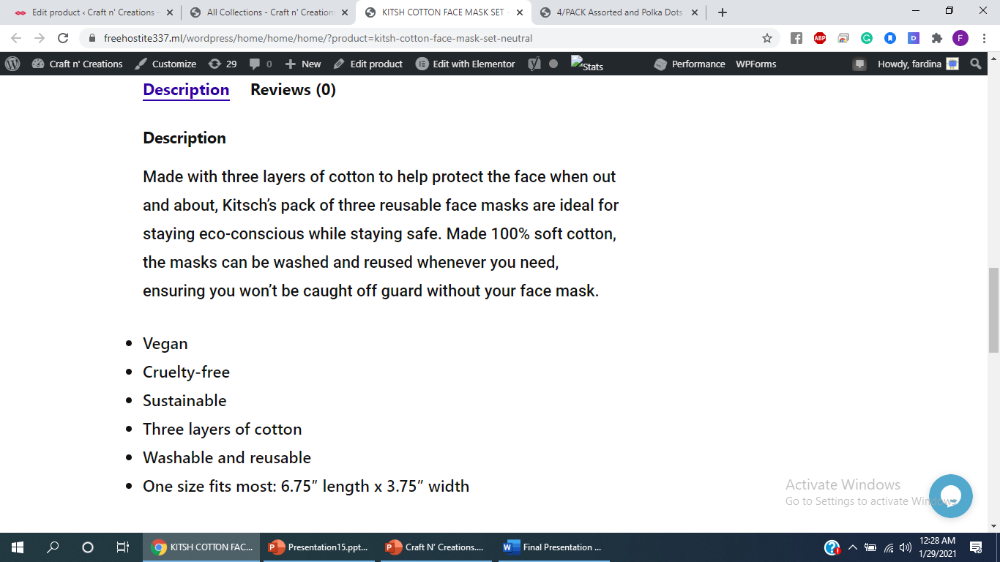 Edit product ‹ Craft n' Creations -
All Collections - Craft n' Creations
KITSH COTTON FACE MASK SET -
4/PACK Assorted and Polka Dots
freehostite337.ml/wordpress/home/home/home/?product=kitsh-cotton-face-mask-set-neutral
ABP
G
D
F
Craft n' Creations
Customize
29
0
New
Edit product
Edit with Elementor
Stats
Performance
WPForms
Howdy, fardina
Description
Reviews (0)
Description
Made with three layers of cotton to help protect the face when out
and about, Kitsch’s pack of three reusable face masks are ideal for
staying eco-conscious while staying safe. Made 100% soft cotton,
the masks can be washed and reused whenever you need,
ensuring you won’t be caught off guard without your face mask.
Vegan
Cruelty-free
Sustainable
Three layers of cotton
Washable and reusable
One size fits most: 6.75″ length x 3.75″ width
Activate Windows
Go to Settings to activate Windows.
KITSH COTTON FAC...
Presentation15.ppt...
Craft N’ Creations....
Final Presentation ...
12:28 AM
1/29/2021